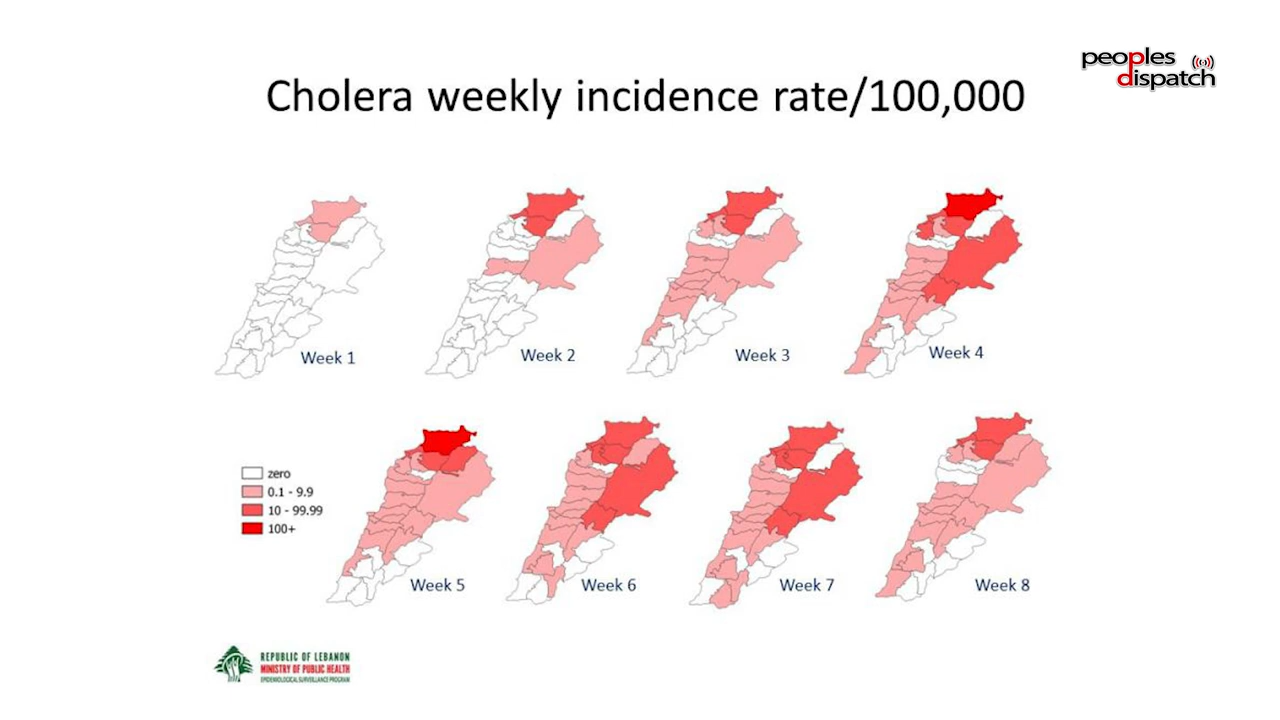 peoples
dispatch
Cholera weekly incidence rate/100,000
Week 1
Week 2
Week 3
Week 4
zero
0.1 - 9.9
10 - 99.99
100+
Week 5
Week 6
Week 7
Week 8
REPUBLIC OF LEBANON
MINISTRY OF PUBLIC HEALTH
EPIDEMIOLOGICAL SURVEILLANCE PROGRAM